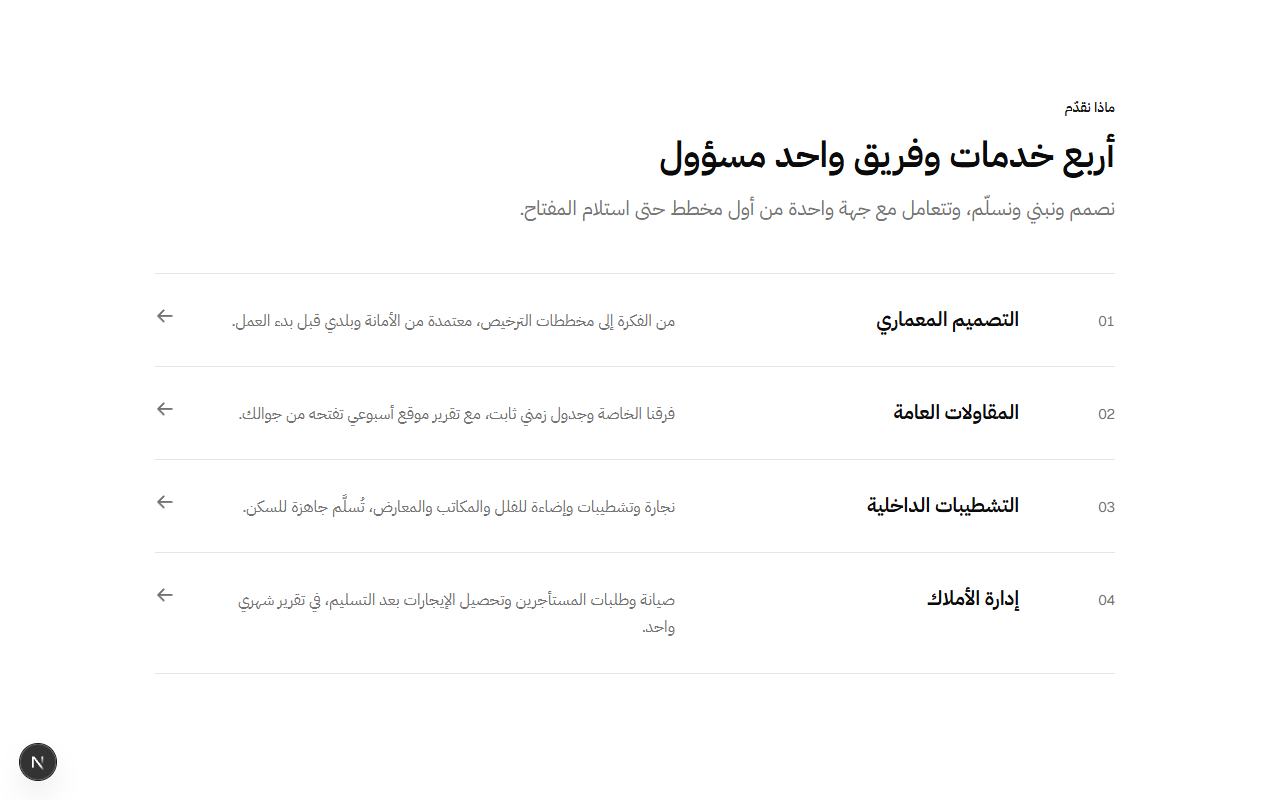 ماذا نقدّم
أربع خدمات وفريق واحد مسؤول
نصمم ونبني ونسلّم، وتتعامل مع جهة واحدة من أول مخطط حتى استلام المفتاح.
01 التصميم المعماري من الفكرة إلى مخططات الترخيص، معتمدة من الأمانة وبلدي قبل بدء العمل.
02 المقاولات العامة فرقنا الخاصة وجدول زمني ثابت، مع تقرير موقع أسبوعي تفتحه من جوالك.
03 التشطيبات الداخلية نجارة وتشطيبات وإضاءة للفلل والمكاتب والمعارض، تُسلَّم جاهزة للسكن.
04 إدارة الأملاك صيانة وطلبات المستأجرين وتحصيل الإيجارات بعد التسليم، في تقرير شهري
واحد.
N